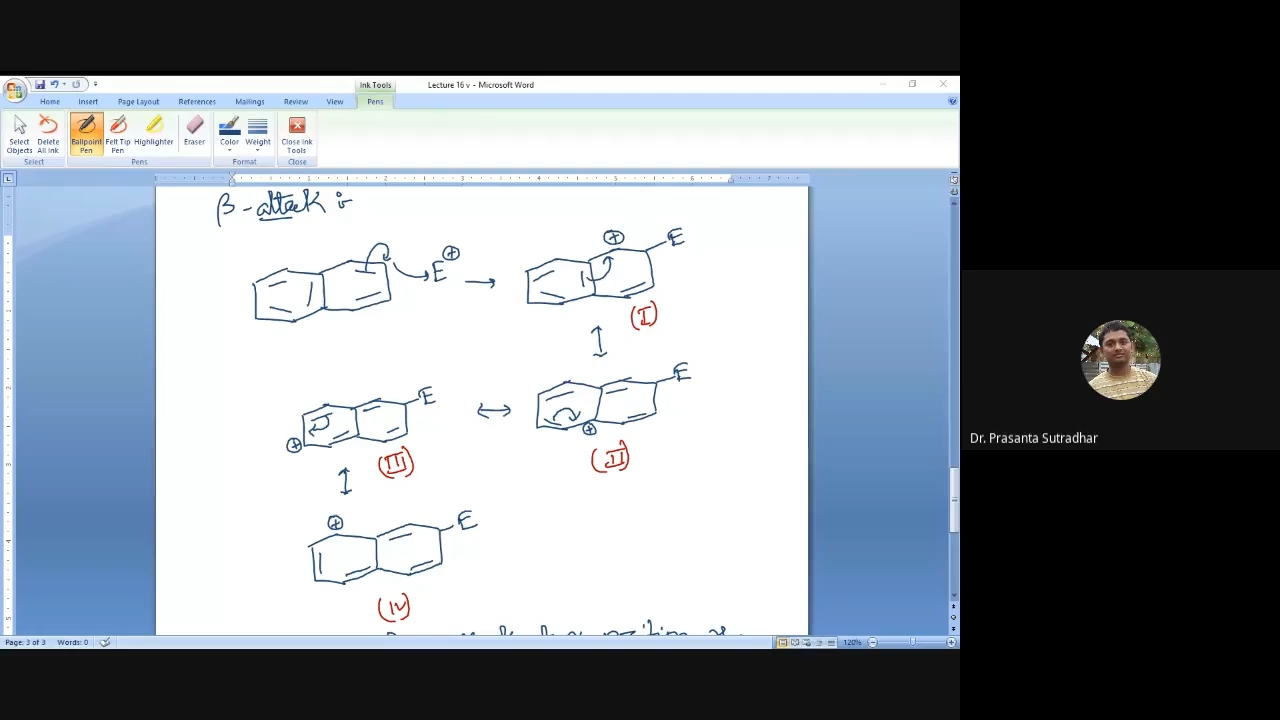 Ink Tools
Lecture 16 v - Microsoft Word
Home Insert Page Layout References Mailings Review View Pens
Select Objects
Delete All Ink
Ballpoint Pen
Felt Tip Pen
Highlighter
Eraser
Color
Weight
Close Ink Tools
Select Pens Format Close
β-attack is
E ⊕ → ⊕ E
(I)
↕
⊕ E ↔ E ⊕
(III) (II)
↕
⊕ E
(IV)
position
Dr. Prasanta Sutradhar
Page: 3 of 3 Words: 0 120%